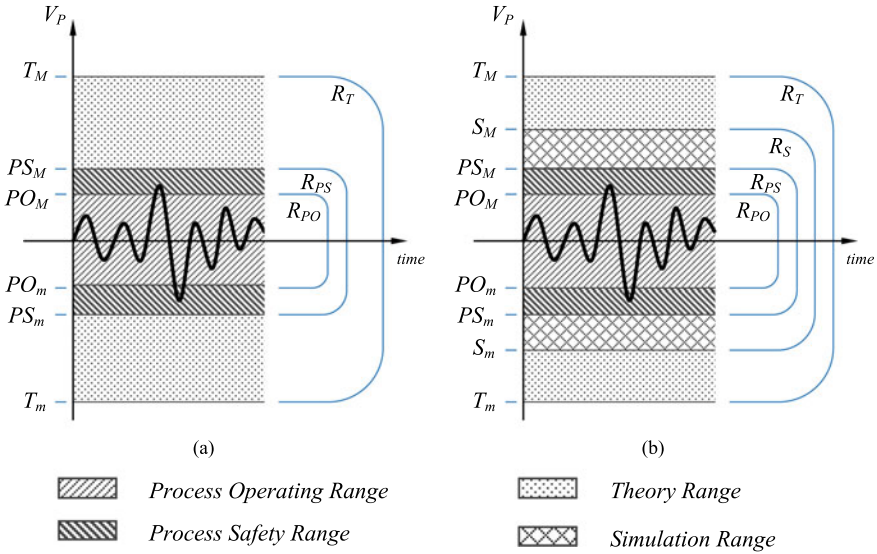 V_P
T_M
R_T
PS_M
R_PS
PO_M
R_PO
time
PO_m
PS_m
T_m
(a)
V_P
T_M
R_T
S_M
R_S
PS_M
R_PS
PO_M
R_PO
time
PO_m
PS_m
S_m
T_m
(b)
Process Operating Range
Theory Range
Process Safety Range
Simulation Range